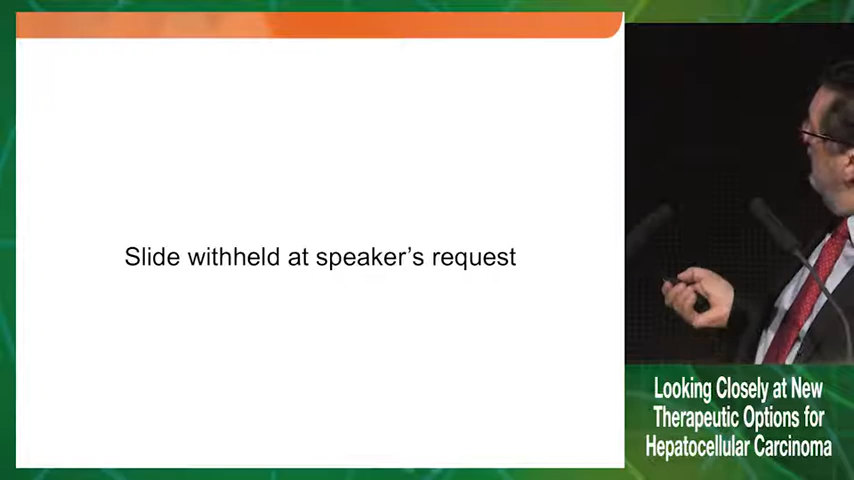 Slide withheld at speaker's request
Looking Closely at New
Therapeutic Options for
Hepatocellular Carcinoma